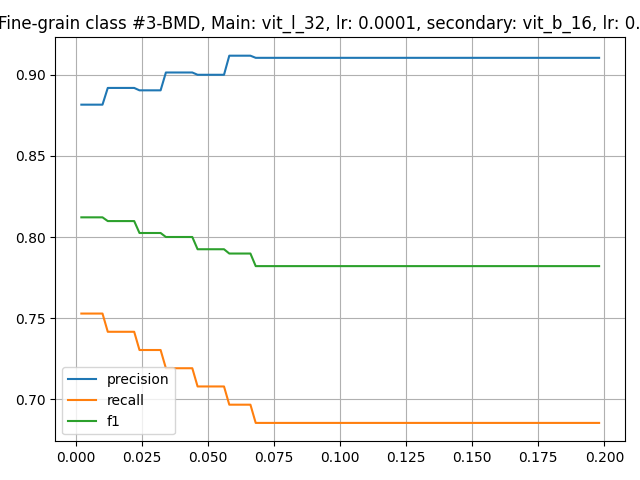 Fine-grain class #3-BMD, Main: vit_l_32, lr: 0.0001, secondary: vit_b_16, lr: 0.
0.90
0.85
0.80
0.75
0.70
precision
recall
f1
0.000 0.025 0.050 0.075 0.100 0.125 0.150 0.175 0.200